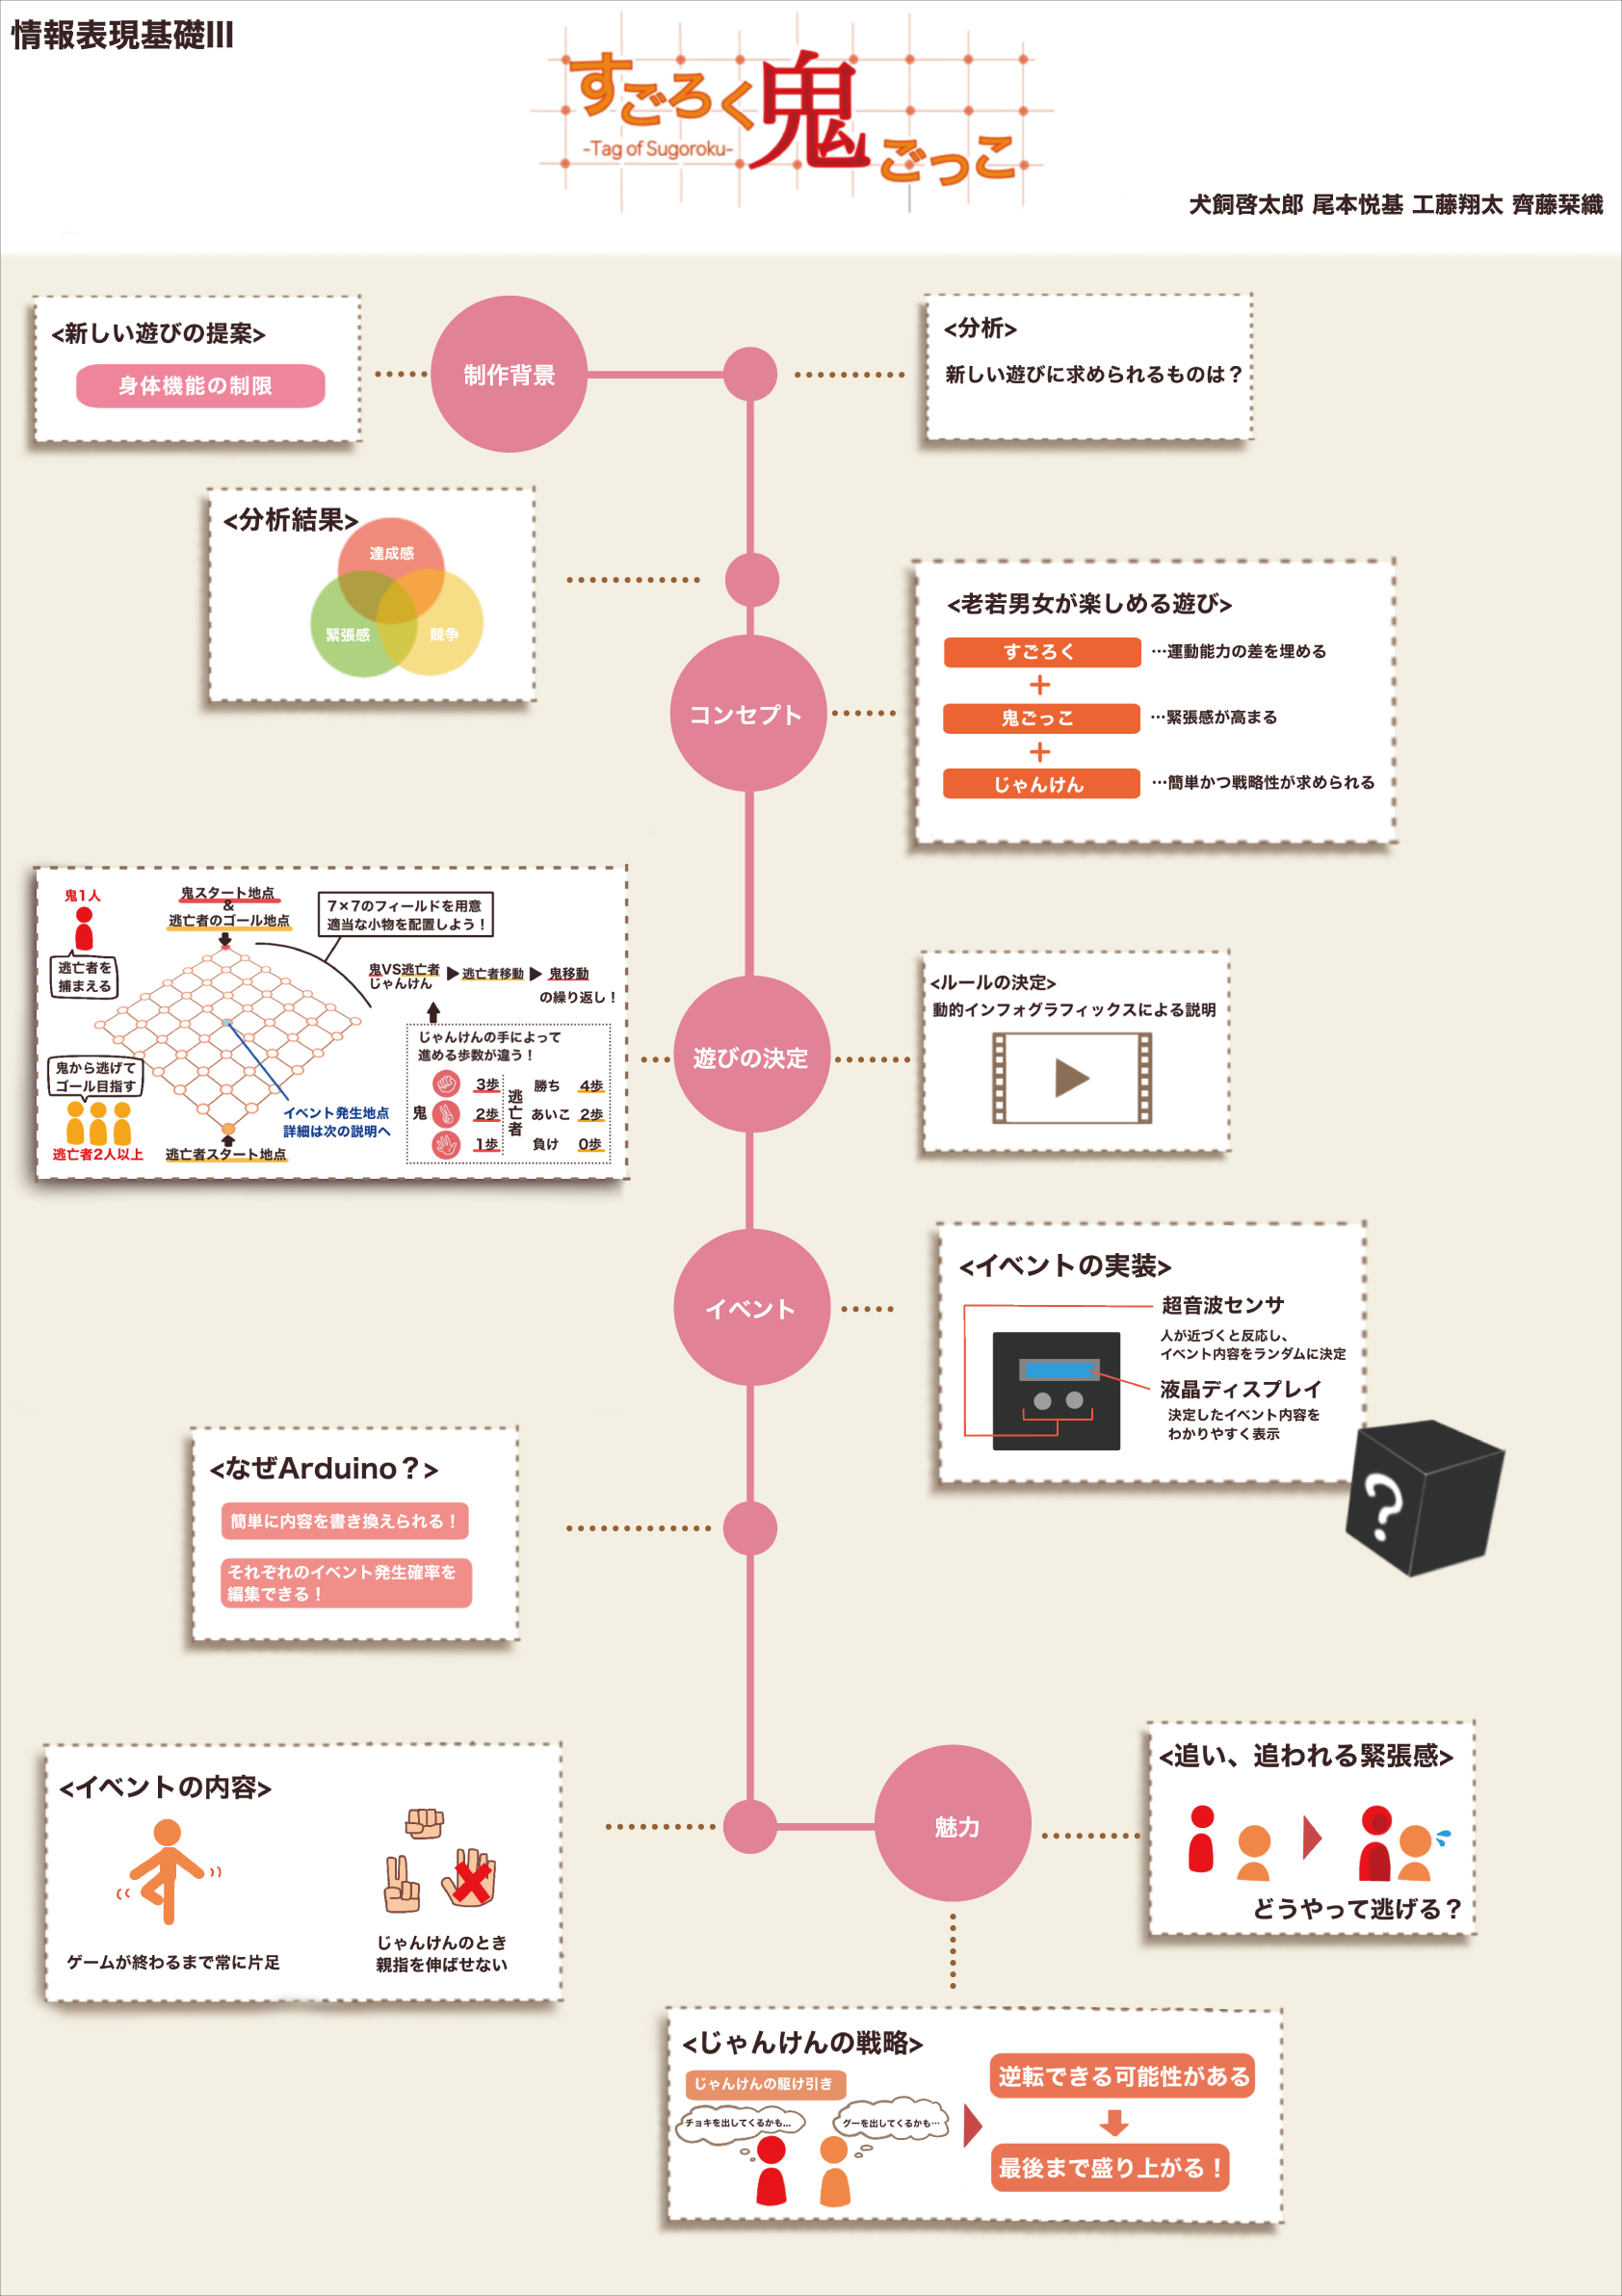 情報表現基礎III
すごろく鬼ごっこ
-Tag of Sugoroku-
犬飼啓太郎 尾本悦基 工藤翔太 齊藤栞織
<新しい遊びの提案>
身体機能の制限
制作背景
<分析>
新しい遊びに求められるものは？
<分析結果>
達成感
緊張感
競争
コンセプト
<老若男女が楽しめる遊び>
すごろく
…運動能力の差を埋める
+
鬼ごっこ
…緊張感が高まる
+
じゃんけん
…簡単かつ戦略性が求められる
鬼1人
逃亡者を
捕まえる
鬼スタート地点
&
逃亡者のゴール地点
7×7のフィールドを用意
適当な小物を配置しよう！
鬼VS逃亡者
じゃんけん
▶逃亡者移動▶鬼移動
の繰り返し！
じゃんけんの手によって
進める歩数が違う！
鬼
3歩
2歩
1歩
逃亡者
勝ち 4歩
あいこ 2歩
負け 0歩
鬼から逃げて
ゴール目指す
逃亡者2人以上
逃亡者スタート地点
イベント発生地点
詳細は次の説明へ
遊びの決定
<ルールの決定>
動的インフォグラフィックスによる説明
イベント
<イベントの実装>
超音波センサ
人が近づくと反応し、
イベント内容をランダムに決定
液晶ディスプレイ
決定したイベント内容を
わかりやすく表示
?
<なぜArduino？>
簡単に内容を書き換えられる！
それぞれのイベント発生確率を
編集できる！
<イベントの内容>
ゲームが終わるまで常に片足
じゃんけんのとき
親指を伸ばせない
魅力
<追い、追われる緊張感>
どうやって逃げる？
<じゃんけんの戦略>
じゃんけんの駆け引き
チョキを出してくるかも…
グーを出してくるかも…
逆転できる可能性がある
最後まで盛り上がる！